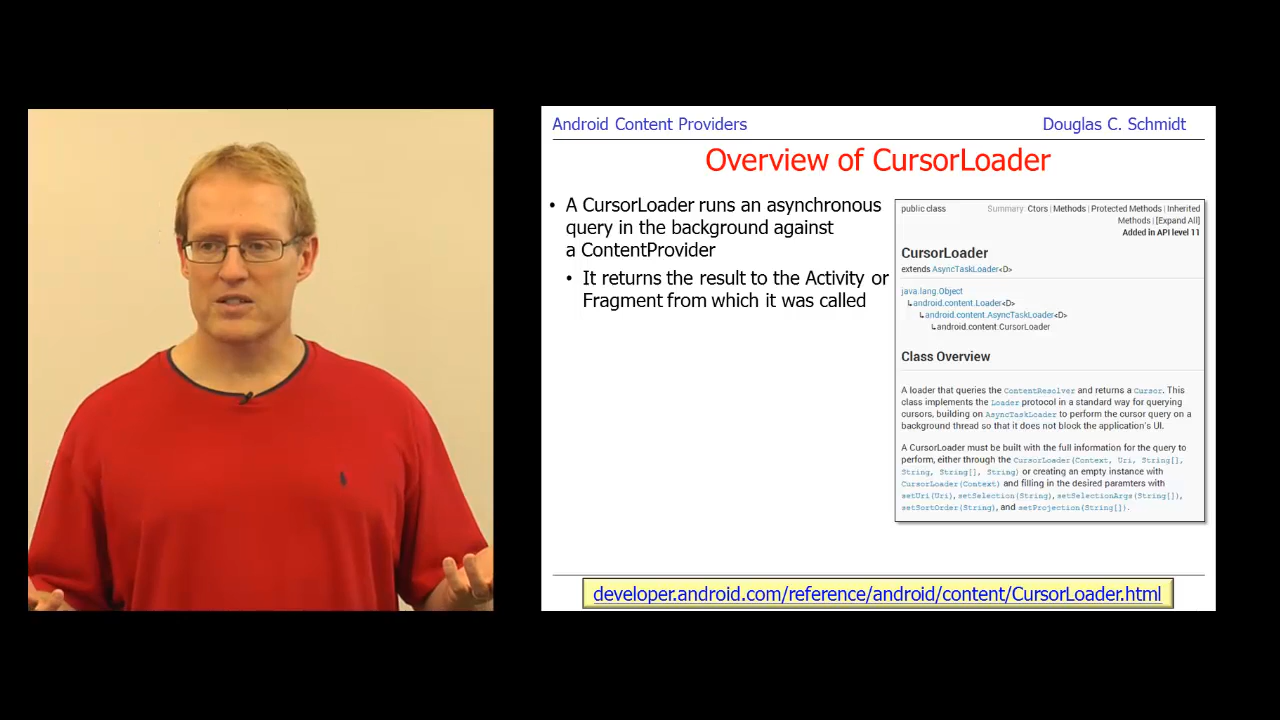 Android Content Providers
Douglas C. Schmidt
Overview of CursorLoader
• A CursorLoader runs an asynchronous
query in the background against
a ContentProvider
• It returns the result to the Activity or
Fragment from which it was called
public class
Summary: Ctors | Methods | Protected Methods | Inherited
Methods | [Expand All]
Added in API level 11
CursorLoader
extends AsyncTaskLoader<D>
java.lang.Object
↳android.content.Loader<D>
↳android.content.AsyncTaskLoader<D>
↳android.content.CursorLoader
Class Overview
A loader that queries the ContentResolver and returns a Cursor. This
class implements the Loader protocol in a standard way for querying
cursors, building on AsyncTaskLoader to perform the cursor query on a
background thread so that it does not block the application's UI.
A CursorLoader must be built with the full information for the query to
perform, either through the CursorLoader(Context, Uri, String[],
String, String[], String) or creating an empty instance with
CursorLoader(Context) and filling in the desired paramters with
setUri(Uri), setSelection(String), setSelectionArgs(String[]),
setSortOrder(String), and setProjection(String[]).
developer.android.com/reference/android/content/CursorLoader.html